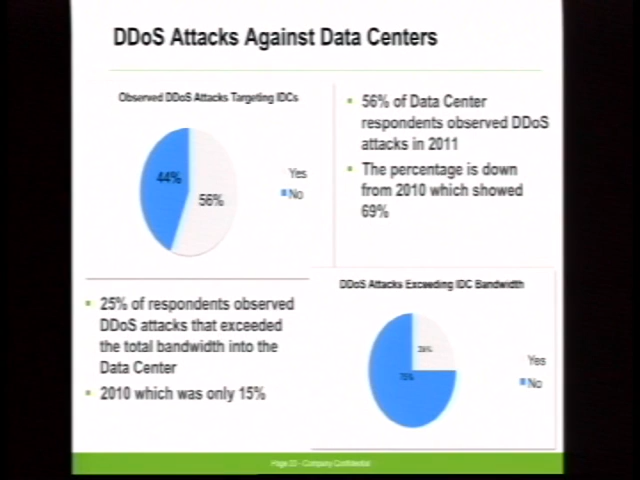 DDoS Attacks Against Data Centers
Observed DDoS Attacks Targeting IDCs
44%
56%
Yes
No
56% of Data Center
respondents observed DDoS
attacks in 2011
The percentage is down
from 2010 which showed
69%
25% of respondents observed
DDoS attacks that exceeded
the total bandwidth into the
Data Center
2010 which was only 15%
DDoS Attacks Exceeding IDC Bandwidth
75%
Yes
No
Company Confidential